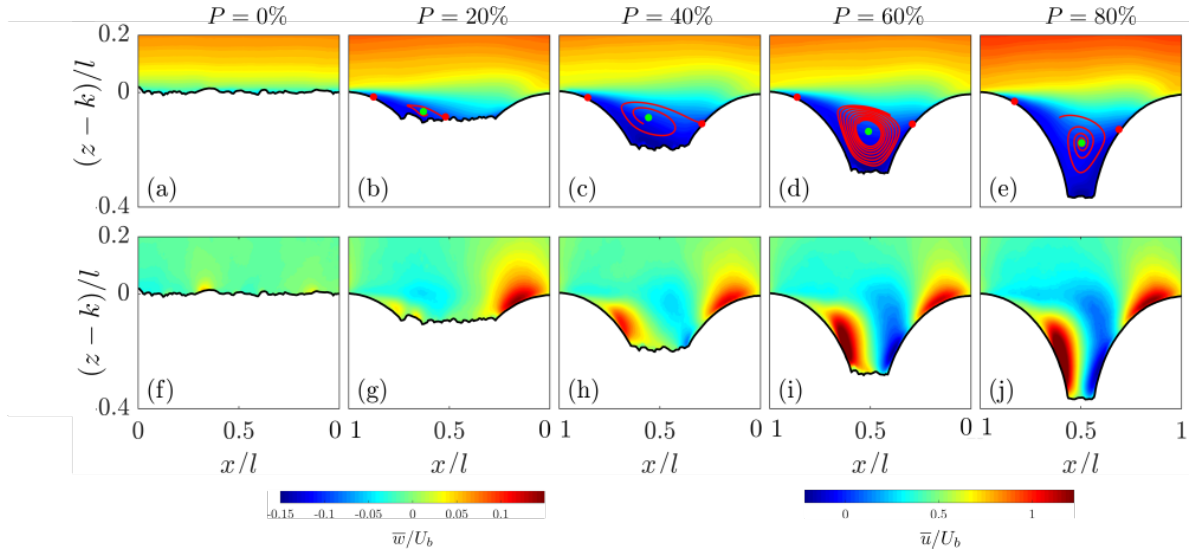 P = 0% P = 20% P = 40% P = 60% P = 80%
0.2
(z − k)/l
0
-0.4
(a) (b) (c) (d) (e)
0.2
(z − k)/l
0
-0.4
(f) (g) (h) (i) (j)
0 0.5 1 0.5 0 1 0.5 0 1 0.5 0 1 0.5 1
x/l x/l x/l x/l x/l
-0.15 -0.1 -0.05 0 0.05 0.1
w̅/U_b
0 0.5 1
u̅/U_b